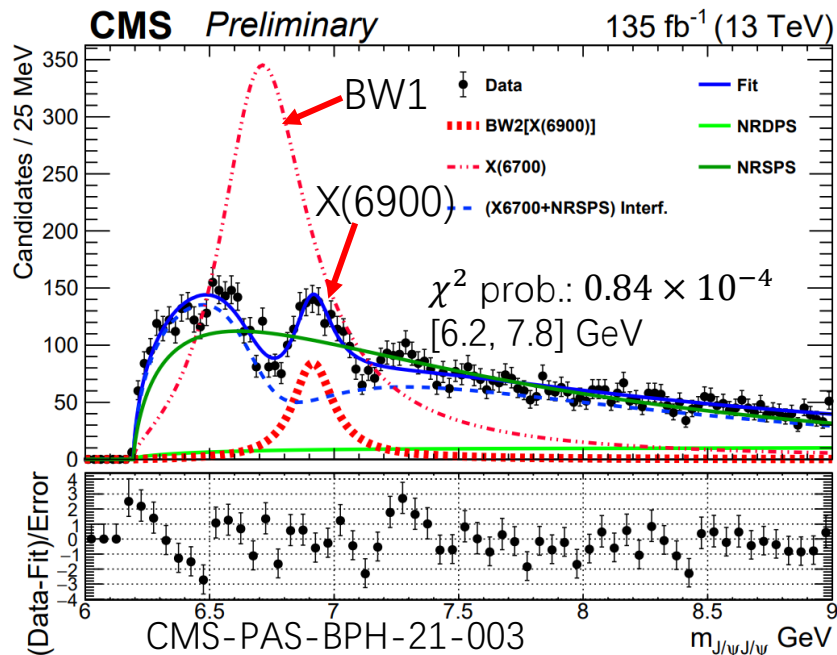 CMS Preliminary 135 fb⁻¹ (13 TeV)
Candidates / 25 MeV
350
300
250
200
150
100
50
0
BW1
X(6900)
Data
Fit
BW2[X(6900)]
NRDPS
X(6700)
NRSPS
(X6700+NRSPS) Interf.
χ² prob.: 0.84 × 10⁻⁴
[6.2, 7.8] GeV
(Data-Fit)/Error
4
3
2
1
0
−1
−2
−3
−4
6 6.5 7 7.5 8 8.5 9
CMS-PAS-BPH-21-003
m_J/ψJ/ψ GeV